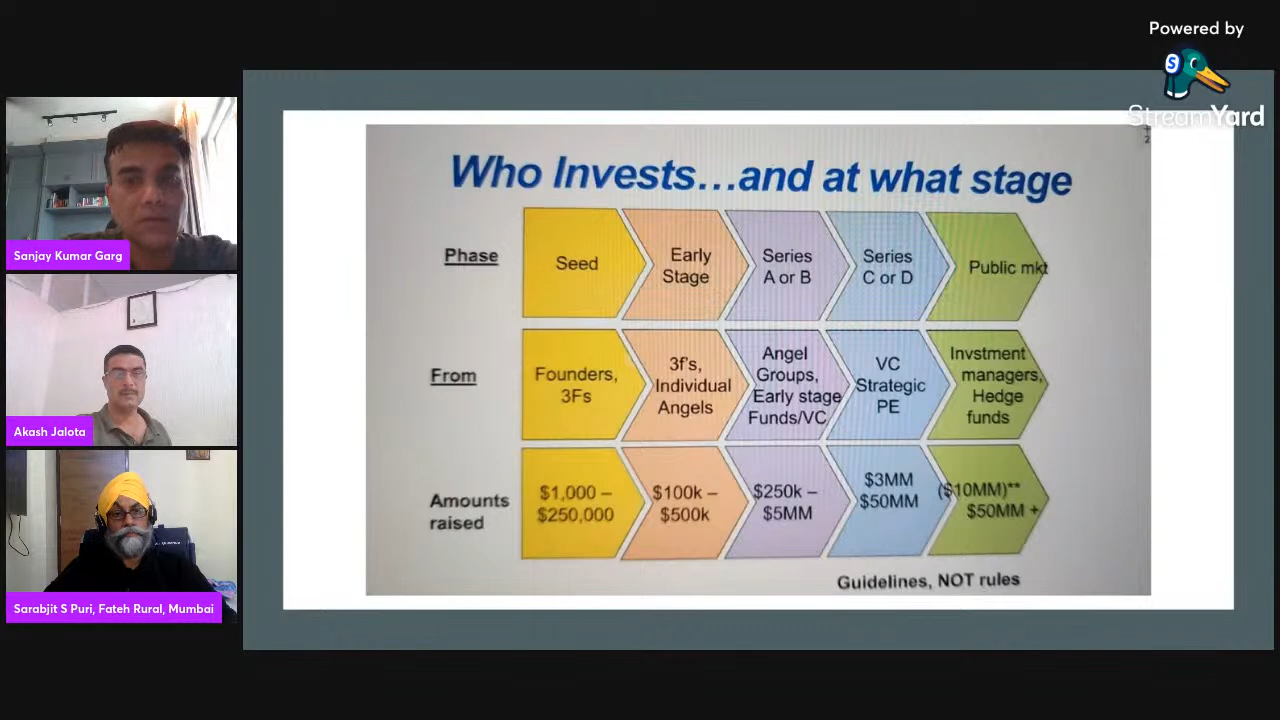 Powered by
StreamYard
Sanjay Kumar Garg
Akash Jalota
Sarabjit S Puri, Fateh Rural, Mumbai
Who Invests...and at what stage
Phase
Seed
Early
Stage
Series
A or B
Series
C or D
Public mkt
From
Founders,
3Fs
3f's,
Individual
Angels
Angel
Groups,
Early stage
Funds/VC
VC
Strategic
PE
Invstment
managers,
Hedge
funds
Amounts
raised
$1,000 –
$250,000
$100k –
$500k
$250k –
$5MM
$3MM
$50MM
($10MM)**
$50MM +
Guidelines, NOT rules